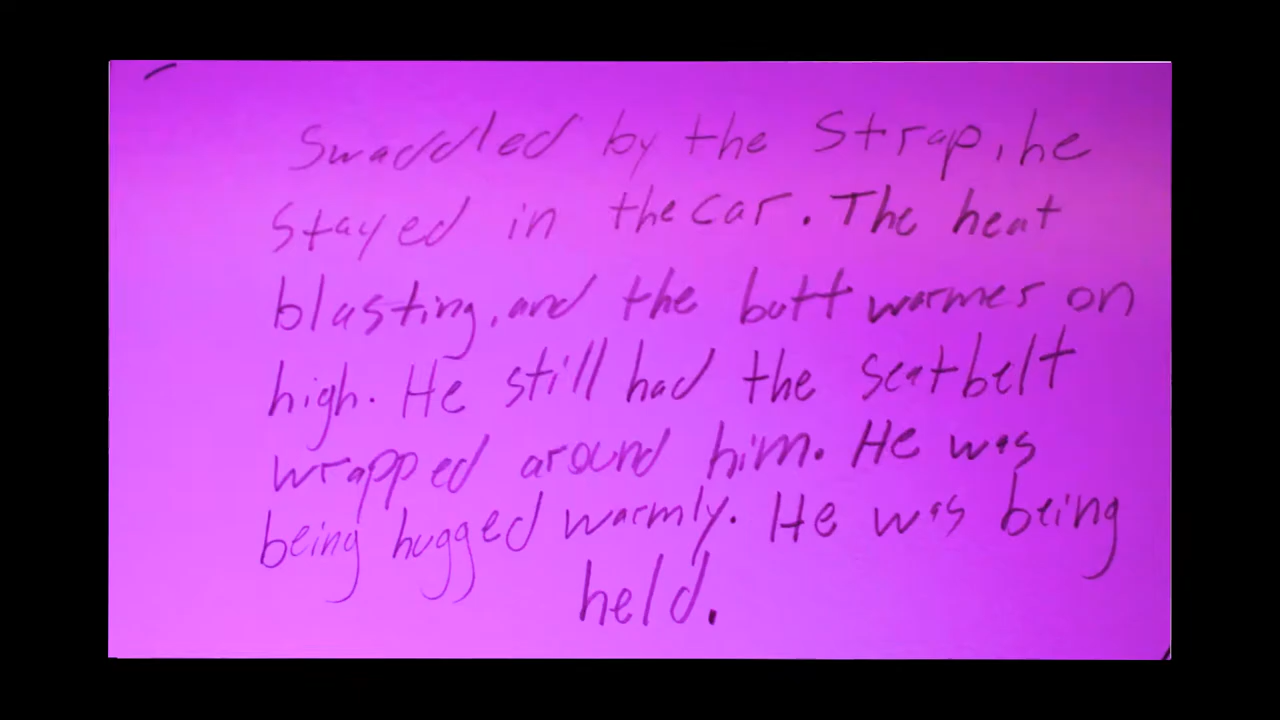 Swaddled by the Strap, he
stayed in the car. The heat
blasting, and the butt warmer on
high. He still had the seatbelt
wrapped around him. He was
being hugged warmly. He was being
held.